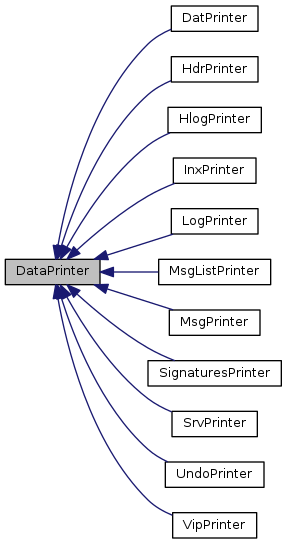 DatPrinter
HdrPrinter
HlogPrinter
InxPrinter
LogPrinter
DataPrinter
MsgListPrinter
MsgPrinter
SignaturesPrinter
SrvPrinter
UndoPrinter
VipPrinter